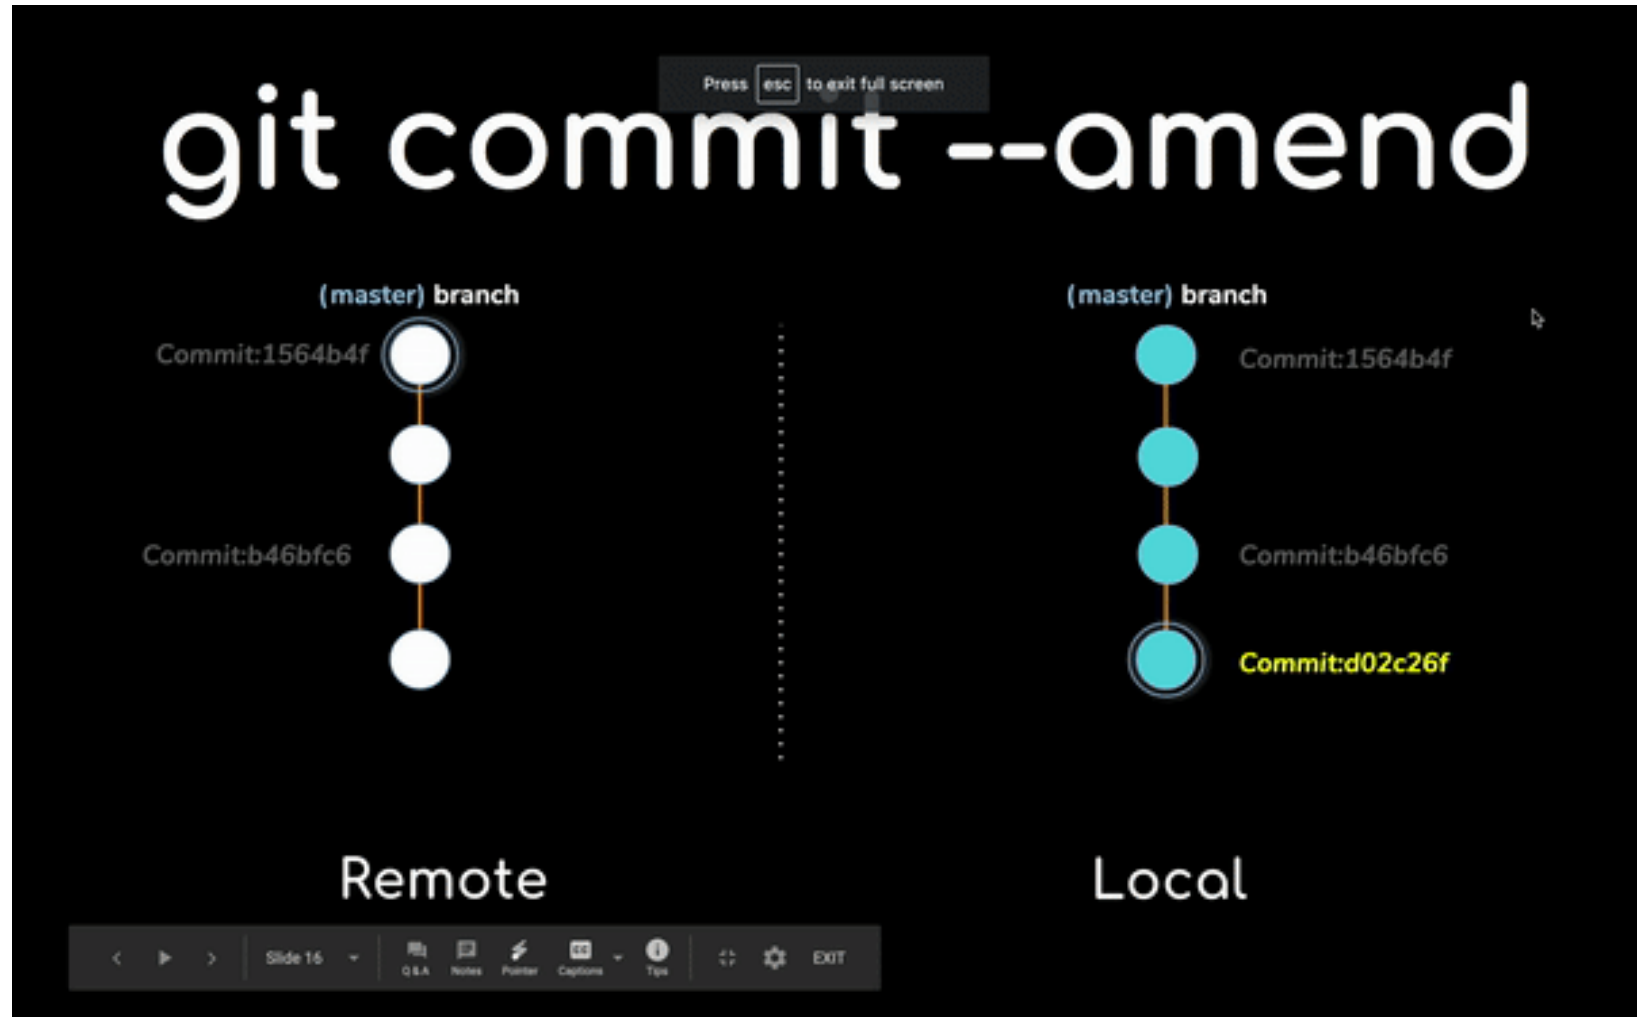 Press esc to exit full screen
git commit --amend
(master) branch
(master) branch
Commit:1564b4f
Commit:1564b4f
Commit:b46bfc6
Commit:b46bfc6
Commit:d02c26f
Remote
Local
Slide 16
Q&A
Notes
Pointer
CC
Captions
Tips
EXIT